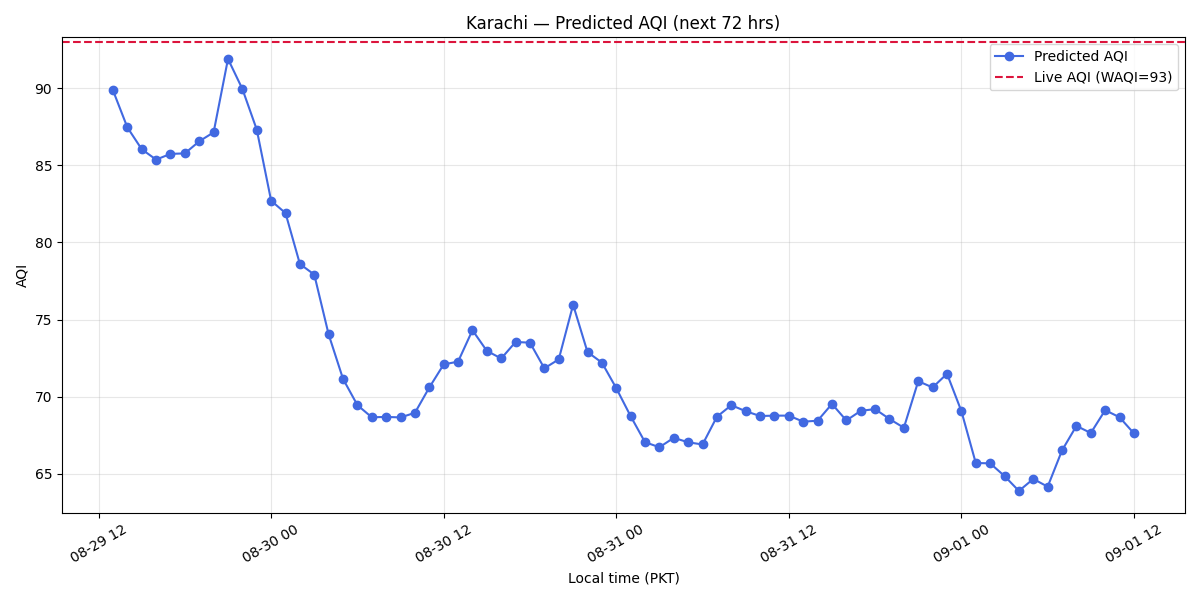 Karachi — Predicted AQI (next 72 hrs)
Predicted AQI
Live AQI (WAQI=93)
AQI
90
85
80
75
70
65
08-29 12
08-30 00
08-30 12
08-31 00
08-31 12
09-01 00
09-01 12
Local time (PKT)